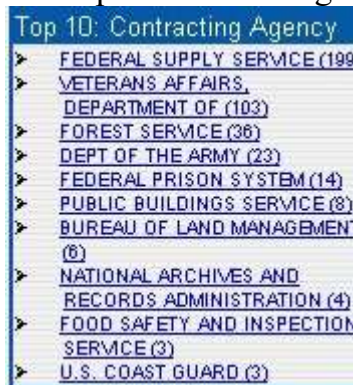 Top 10: Contracting Agency
FEDERAL SUPPLY SERVICE (199
VETERANS AFFAIRS,
DEPARTMENT OF (103)
FOREST SERVICE (36)
DEPT OF THE ARMY (23)
FEDERAL PRISON SYSTEM (14)
PUBLIC BUILDINGS SERVICE (8)
BUREAU OF LAND MANAGEMENT
(6)
NATIONAL ARCHIVES AND
RECORDS ADMINISTRATION (4)
FOOD SAFETY AND INSPECTION
SERVICE (3)
U.S. COAST GUARD (3)